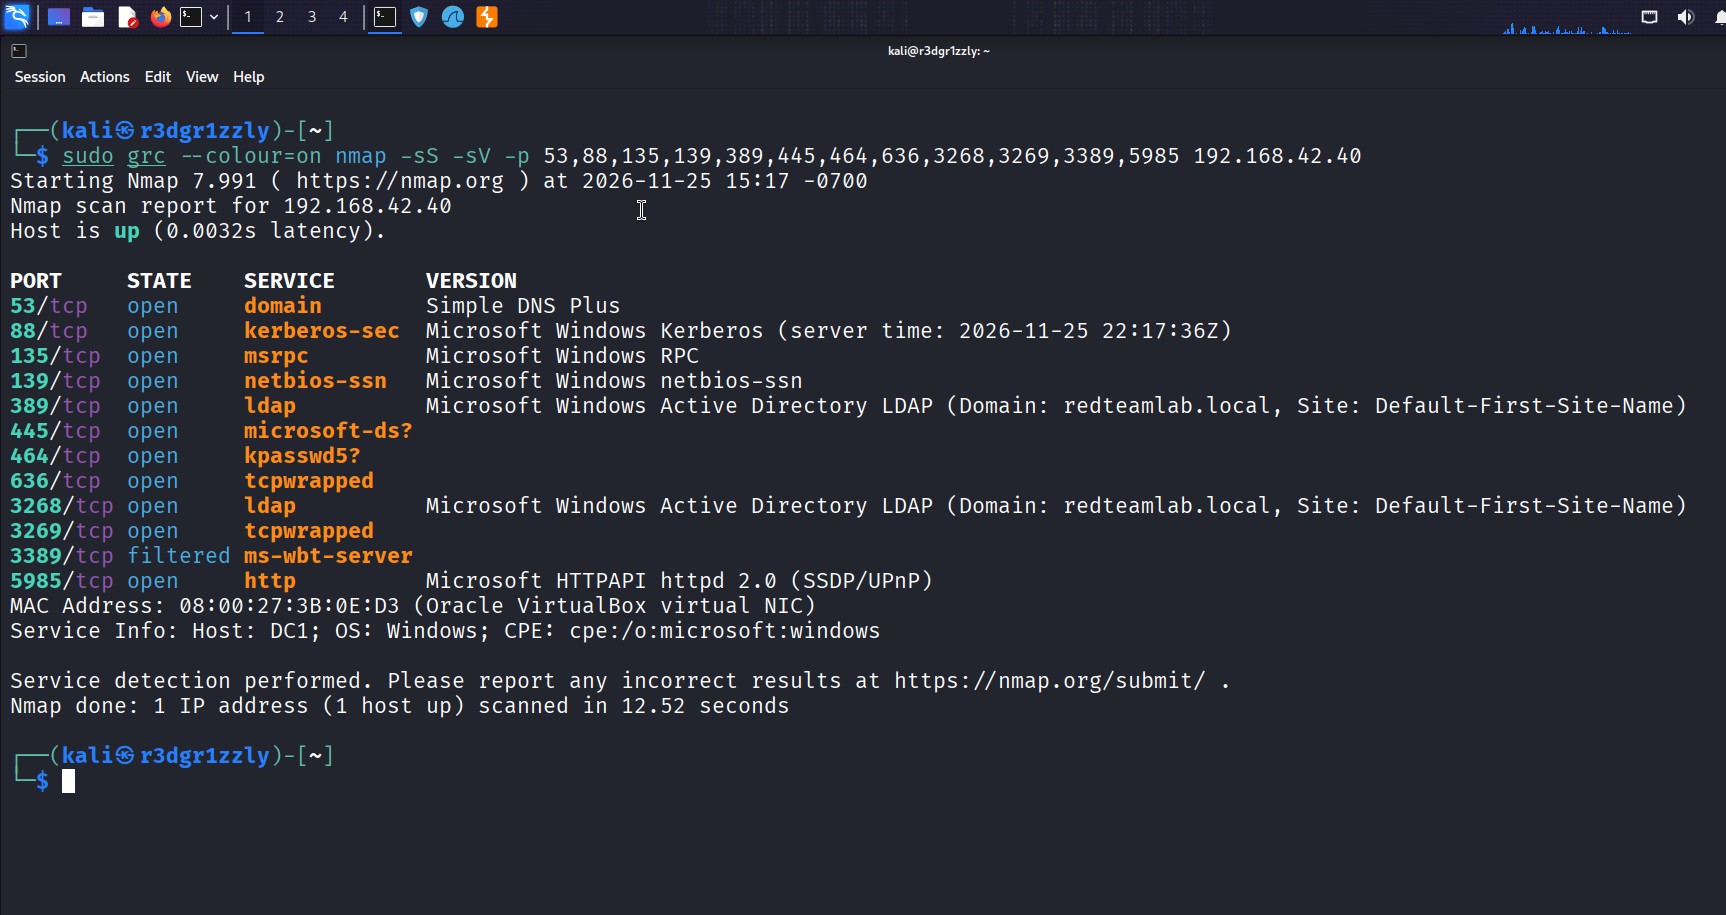 1 2 3 4
kali@r3dgr1zzly: ~
Session Actions Edit View Help
┌──(kali㉿r3dgr1zzly)-[~]
└─$ sudo grc --colour=on nmap -sS -sV -p 53,88,135,139,389,445,464,636,3268,3269,3389,5985 192.168.42.40
Starting Nmap 7.991 ( https://nmap.org ) at 2026-11-25 15:17 -0700
Nmap scan report for 192.168.42.40
Host is up (0.0032s latency).
PORT STATE SERVICE VERSION
53/tcp open domain Simple DNS Plus
88/tcp open kerberos-sec Microsoft Windows Kerberos (server time: 2026-11-25 22:17:36Z)
135/tcp open msrpc Microsoft Windows RPC
139/tcp open netbios-ssn Microsoft Windows netbios-ssn
389/tcp open ldap Microsoft Windows Active Directory LDAP (Domain: redteamlab.local, Site: Default-First-Site-Name)
445/tcp open microsoft-ds?
464/tcp open kpasswd5?
636/tcp open tcpwrapped
3268/tcp open ldap Microsoft Windows Active Directory LDAP (Domain: redteamlab.local, Site: Default-First-Site-Name)
3269/tcp open tcpwrapped
3389/tcp filtered ms-wbt-server
5985/tcp open http Microsoft HTTPAPI httpd 2.0 (SSDP/UPnP)
MAC Address: 08:00:27:3B:0E:D3 (Oracle VirtualBox virtual NIC)
Service Info: Host: DC1; OS: Windows; CPE: cpe:/o:microsoft:windows
Service detection performed. Please report any incorrect results at https://nmap.org/submit/ .
Nmap done: 1 IP address (1 host up) scanned in 12.52 seconds
┌──(kali㉿r3dgr1zzly)-[~]
└─$